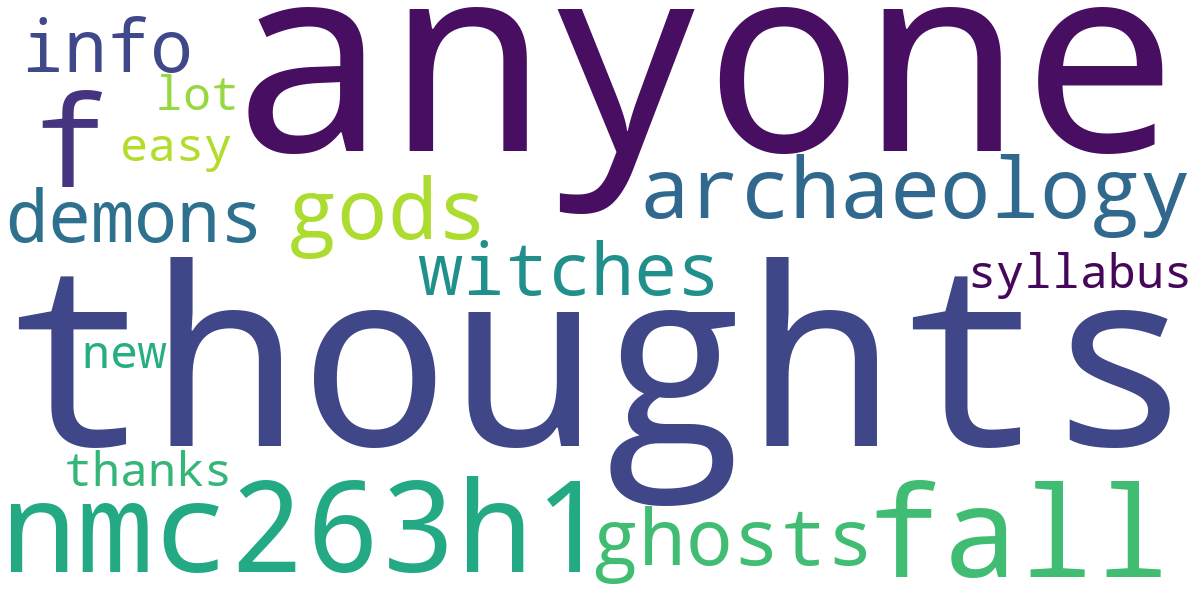 info
anyone
lot
f
easy
archaeology
demons
gods
witches
syllabus
thoughts
new
thanks
nmc263h1
ghosts
fall